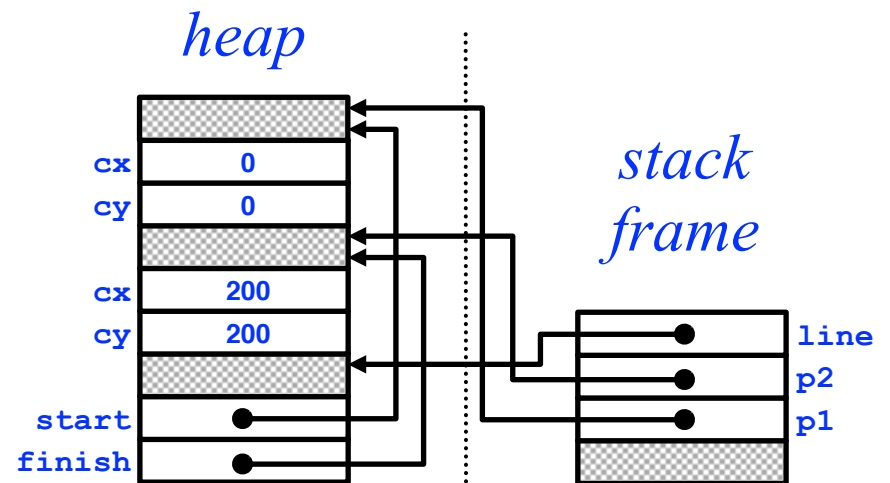 heap
cx 0
cy 0
cx 200
cy 200
start
finish
stack
frame
line
p2
p1